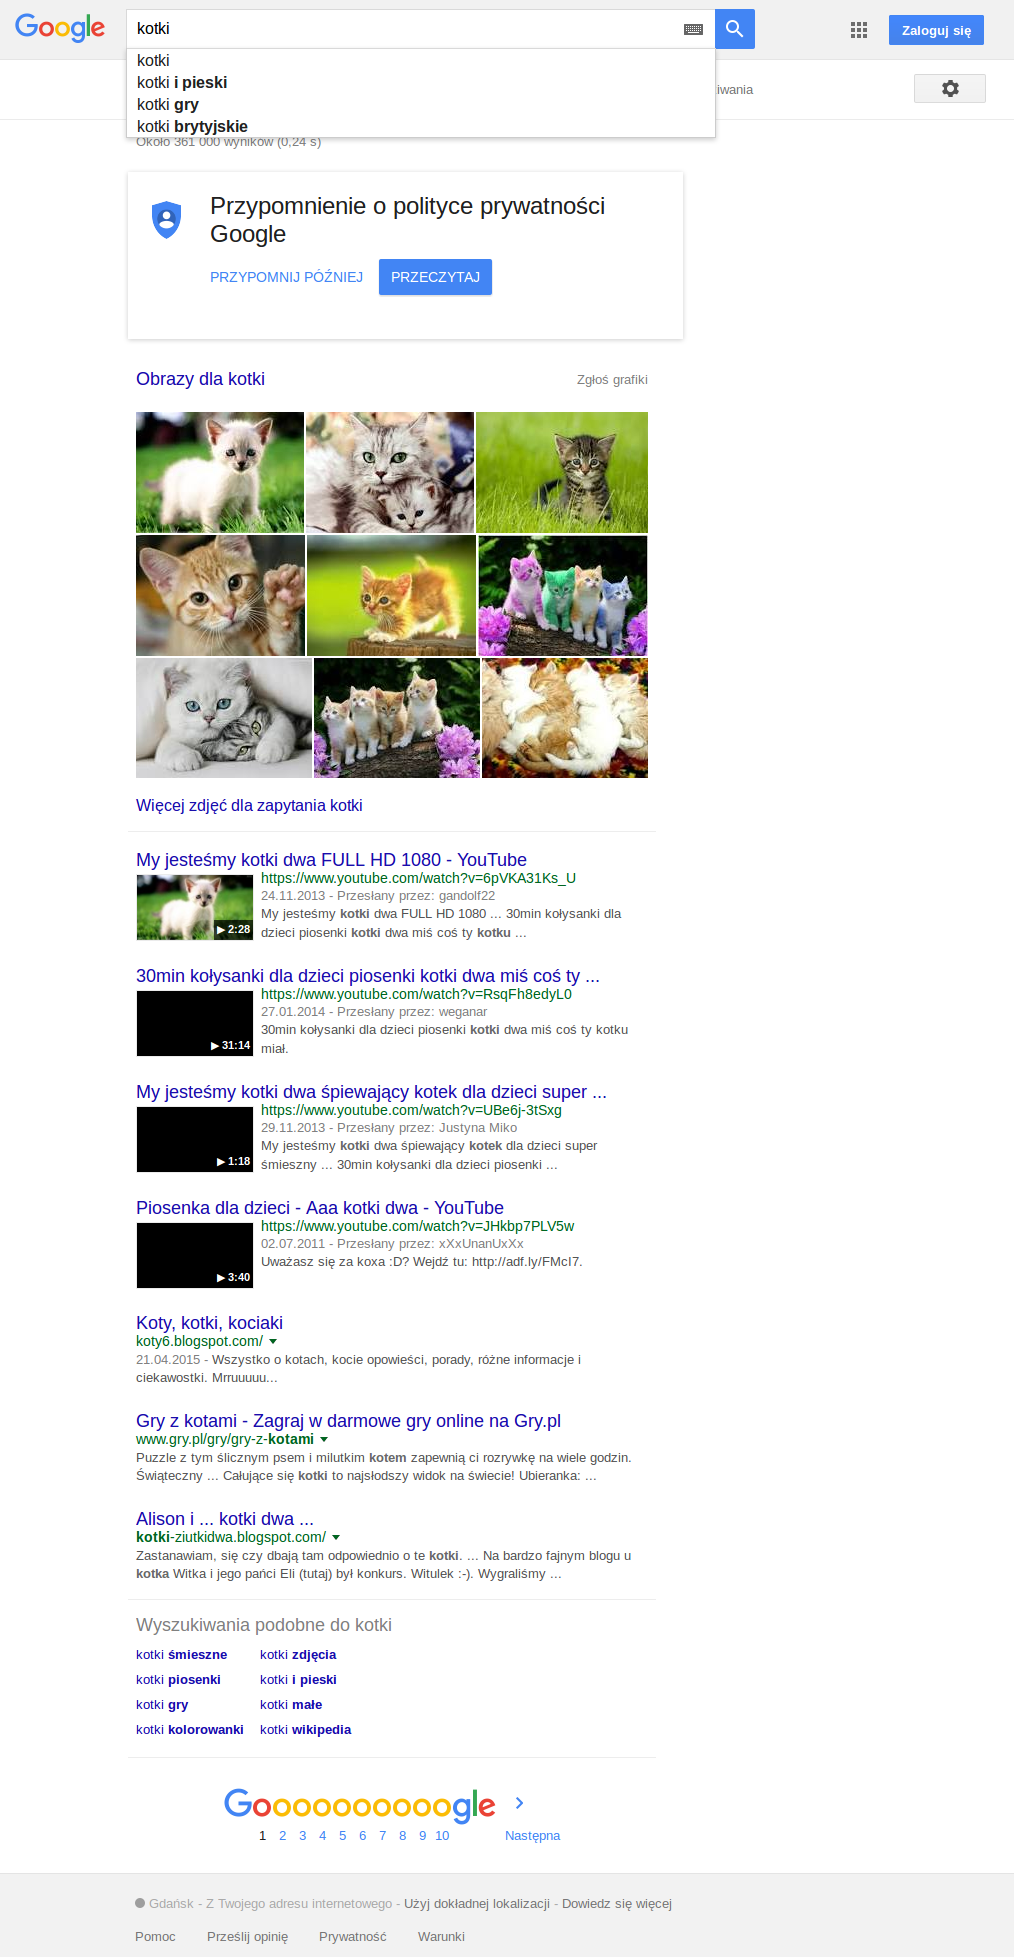 Google
kotki
Zaloguj się
kotki
kotki i pieski
kotki gry
kotki brytyjskie
Około 361 000 wyników (0,24 s)
Przypomnienie o polityce prywatności
Google
PRZYPOMNIJ PÓŹNIEJ PRZECZYTAJ
Obrazy dla kotki Zgłoś grafiki
Więcej zdjęć dla zapytania kotki
My jesteśmy kotki dwa FULL HD 1080 - YouTube
https://www.youtube.com/watch?v=6pVKA31Ks_U
24.11.2013 - Przesłany przez: gandolf22
My jesteśmy kotki dwa FULL HD 1080 ... 30min kołysanki dla
dzieci piosenki kotki dwa miś coś ty kotku ...
▶ 2:28
30min kołysanki dla dzieci piosenki kotki dwa miś coś ty ...
https://www.youtube.com/watch?v=RsqFh8edyL0
27.01.2014 - Przesłany przez: weganar
30min kołysanki dla dzieci piosenki kotki dwa miś coś ty kotku
miał.
▶ 31:14
My jesteśmy kotki dwa śpiewający kotek dla dzieci super ...
https://www.youtube.com/watch?v=UBe6j-3tSxg
29.11.2013 - Przesłany przez: Justyna Miko
My jesteśmy kotki dwa śpiewający kotek dla dzieci super
śmieszny ... 30min kołysanki dla dzieci piosenki ...
▶ 1:18
Piosenka dla dzieci - Aaa kotki dwa - YouTube
https://www.youtube.com/watch?v=JHkbp7PLV5w
02.07.2011 - Przesłany przez: xXxUnanUxXx
Uważasz się za koxa :D? Wejdź tu: http://adf.ly/FMcI7.
▶ 3:40
Koty, kotki, kociaki
koty6.blogspot.com/
21.04.2015 - Wszystko o kotach, kocie opowieści, porady, różne informacje i
ciekawostki. Mrruuuuu...
Gry z kotami - Zagraj w darmowe gry online na Gry.pl
www.gry.pl/gry/gry-z-kotami
Puzzle z tym ślicznym psem i milutkim kotem zapewnią ci rozrywkę na wiele godzin.
Świąteczny ... Całujące się kotki to najsłodszy widok na świecie! Ubieranka: ...
Alison i ... kotki dwa ...
kotki-ziutkidwa.blogspot.com/
Zastanawiam, się czy dbają tam odpowiednio o te kotki. ... Na bardzo fajnym blogu u
kotka Witka i jego pańci Eli (tutaj) był konkurs. Witulek :-). Wygraliśmy ...
Wyszukiwania podobne do kotki
kotki śmieszne kotki zdjęcia
kotki piosenki kotki i pieski
kotki gry kotki małe
kotki kolorowanki kotki wikipedia
Goooooooooogle
1 2 3 4 5 6 7 8 9 10 Następna
Gdańsk - Z Twojego adresu internetowego - Użyj dokładnej lokalizacji - Dowiedz się więcej
Pomoc Prześlij opinię Prywatność Warunki